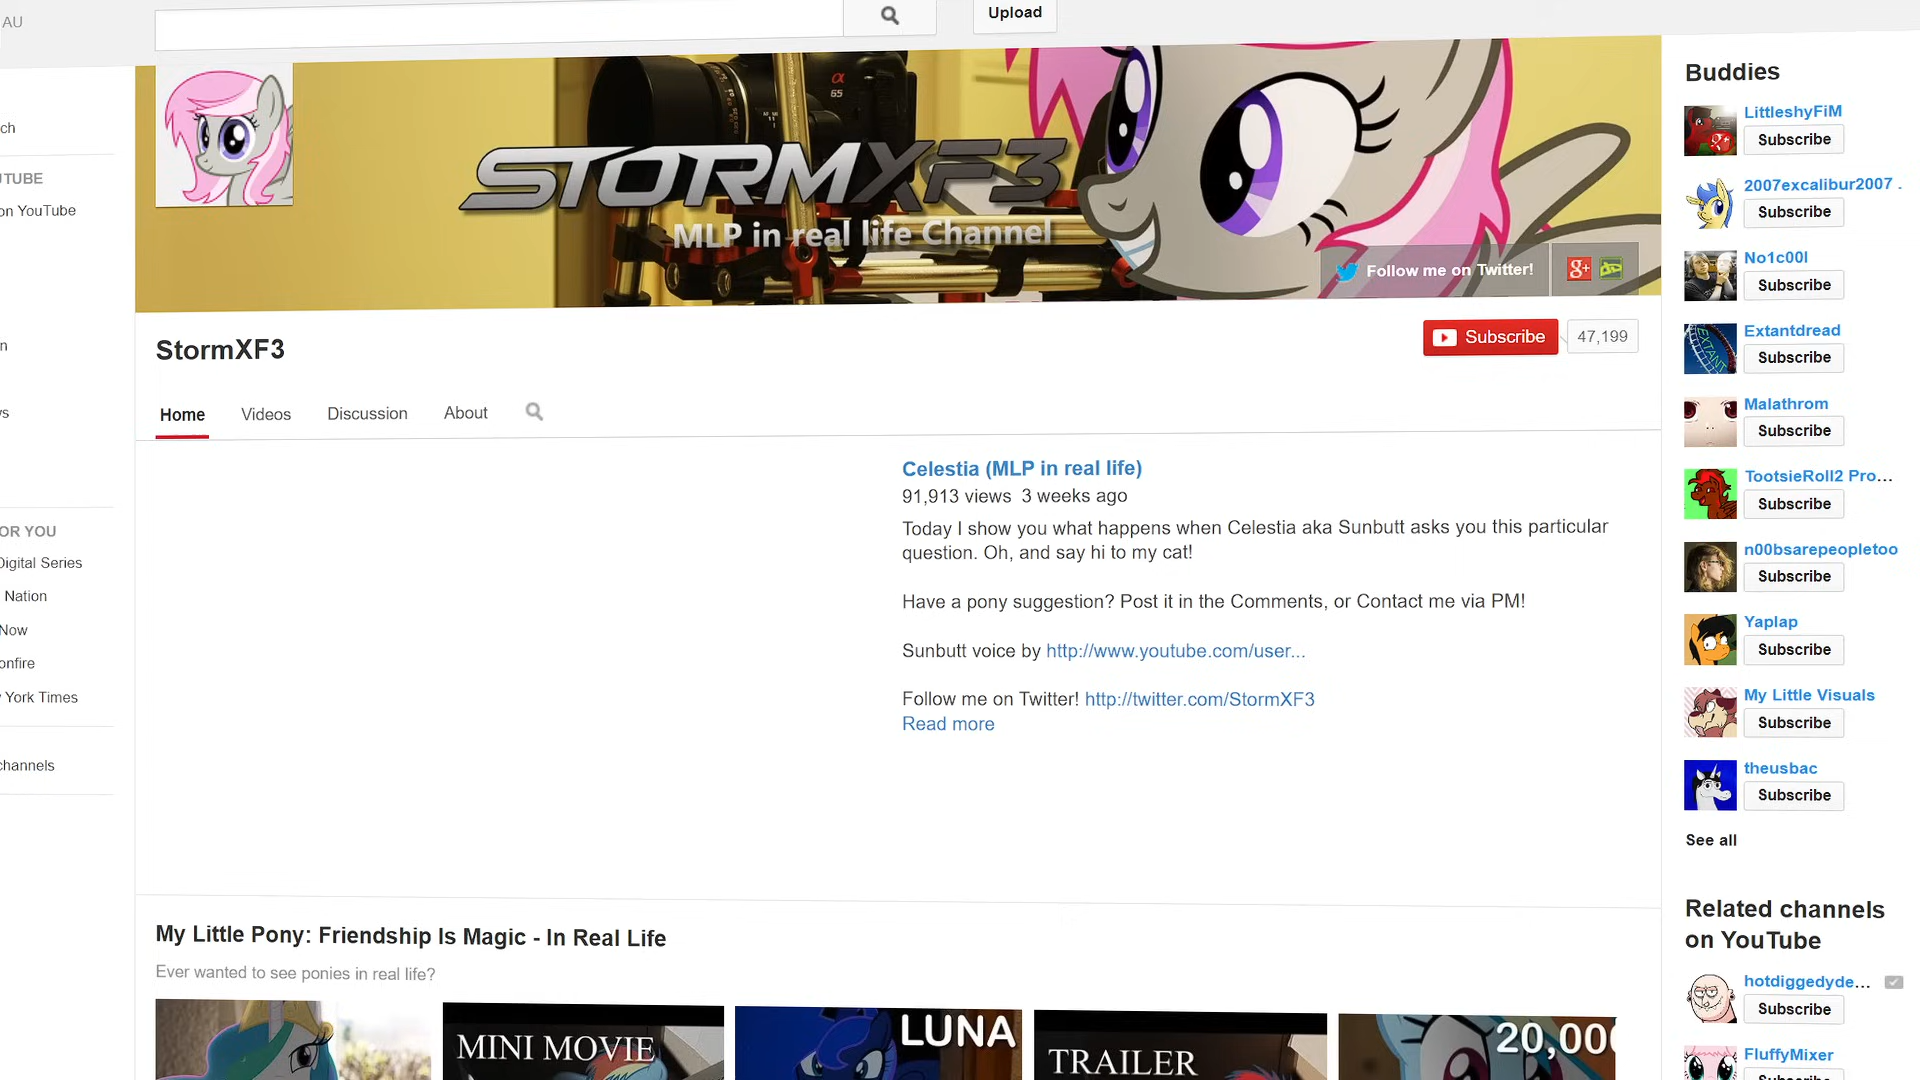 AU
Upload
ch
UTUBE
on YouTube
n
vs
OR YOU
Digital Series
Nation
Now
onfire
York Times
channels
α
65
STORMXF3
MLP in real life Channel
Follow me on Twitter!
g+
StormXF3
Subscribe
47,199
Home
Videos
Discussion
About
Celestia (MLP in real life)
91,913 views 3 weeks ago
Today I show you what happens when Celestia aka Sunbutt asks you this particular
question. Oh, and say hi to my cat!
Have a pony suggestion? Post it in the Comments, or Contact me via PM!
Sunbutt voice by http://www.youtube.com/user...
Follow me on Twitter! http://twitter.com/StormXF3
Read more
My Little Pony: Friendship Is Magic - In Real Life
Ever wanted to see ponies in real life?
MINI MOVIE
LUNA
TRAILER
20,000
Buddies
LittleshyFiM
Subscribe
2007excalibur2007 .
Subscribe
No1c00l
Subscribe
Extantdread
Subscribe
EXTANT
Malathrom
Subscribe
TootsieRoll2 Pro...
Subscribe
n00bsarepeopletoo
Subscribe
Yaplap
Subscribe
My Little Visuals
Subscribe
theusbac
Subscribe
See all
Related channels
on YouTube
hotdiggedyde...
Subscribe
FluffyMixer
Subscribe